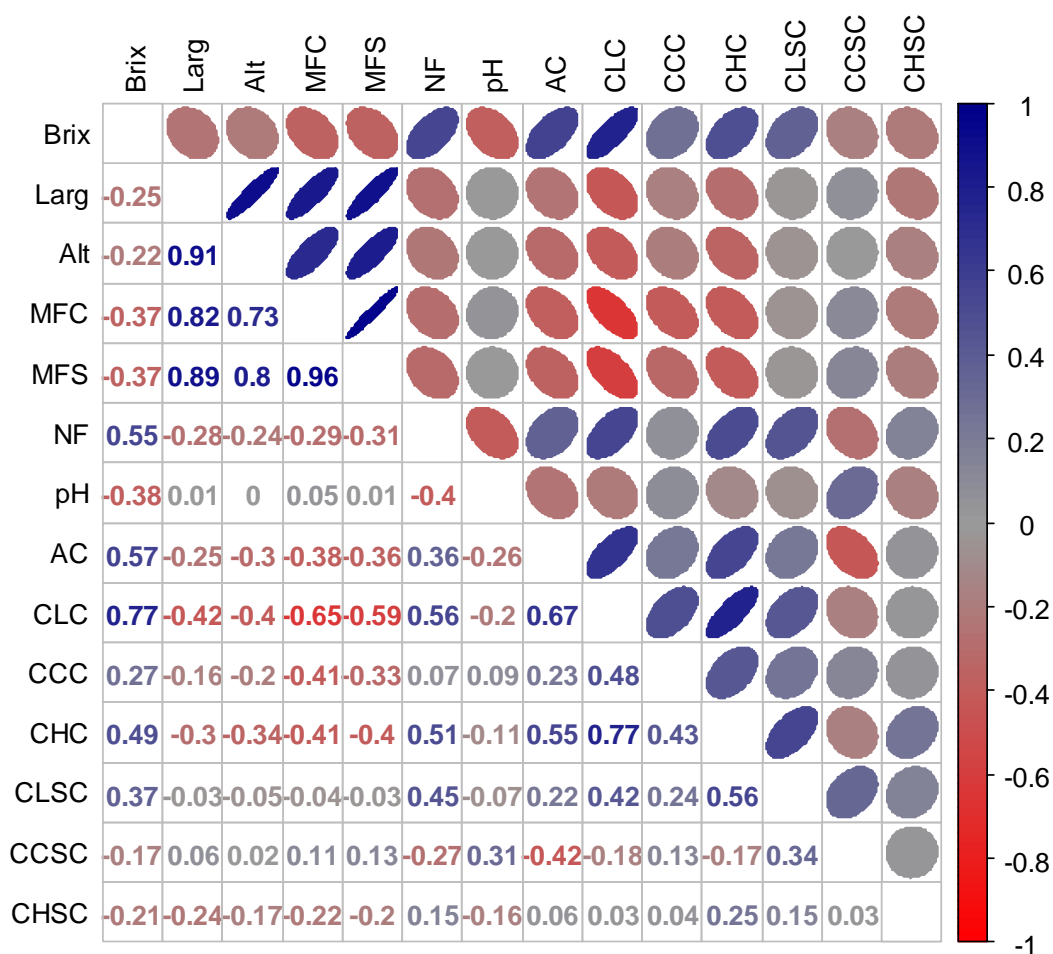 Brix Larg Alt MFC MFS NF pH AC CLC CCC CHC CLSC CCSC CHSC
Brix
Larg -0.25
Alt -0.22 0.91
MFC -0.37 0.82 0.73
MFS -0.37 0.89 0.8 0.96
NF 0.55 -0.28 -0.24 -0.29 -0.31
pH -0.38 0.01 0 0.05 0.01 -0.4
AC 0.57 -0.25 -0.3 -0.38 -0.36 0.36 -0.26
CLC 0.77 -0.42 -0.4 -0.65 -0.59 0.56 -0.2 0.67
CCC 0.27 -0.16 -0.2 -0.41 -0.33 0.07 0.09 0.23 0.48
CHC 0.49 -0.3 -0.34 -0.41 -0.4 0.51 -0.11 0.55 0.77 0.43
CLSC 0.37 -0.03 -0.05 -0.04 -0.03 0.45 -0.07 0.22 0.42 0.24 0.56
CCSC -0.17 0.06 0.02 0.11 0.13 -0.27 0.31 -0.42 -0.18 0.13 -0.17 0.34
CHSC -0.21 -0.24 -0.17 -0.22 -0.2 0.15 -0.16 0.06 0.03 0.04 0.25 0.15 0.03
1
0.8
0.6
0.4
0.2
0
-0.2
-0.4
-0.6
-0.8
-1